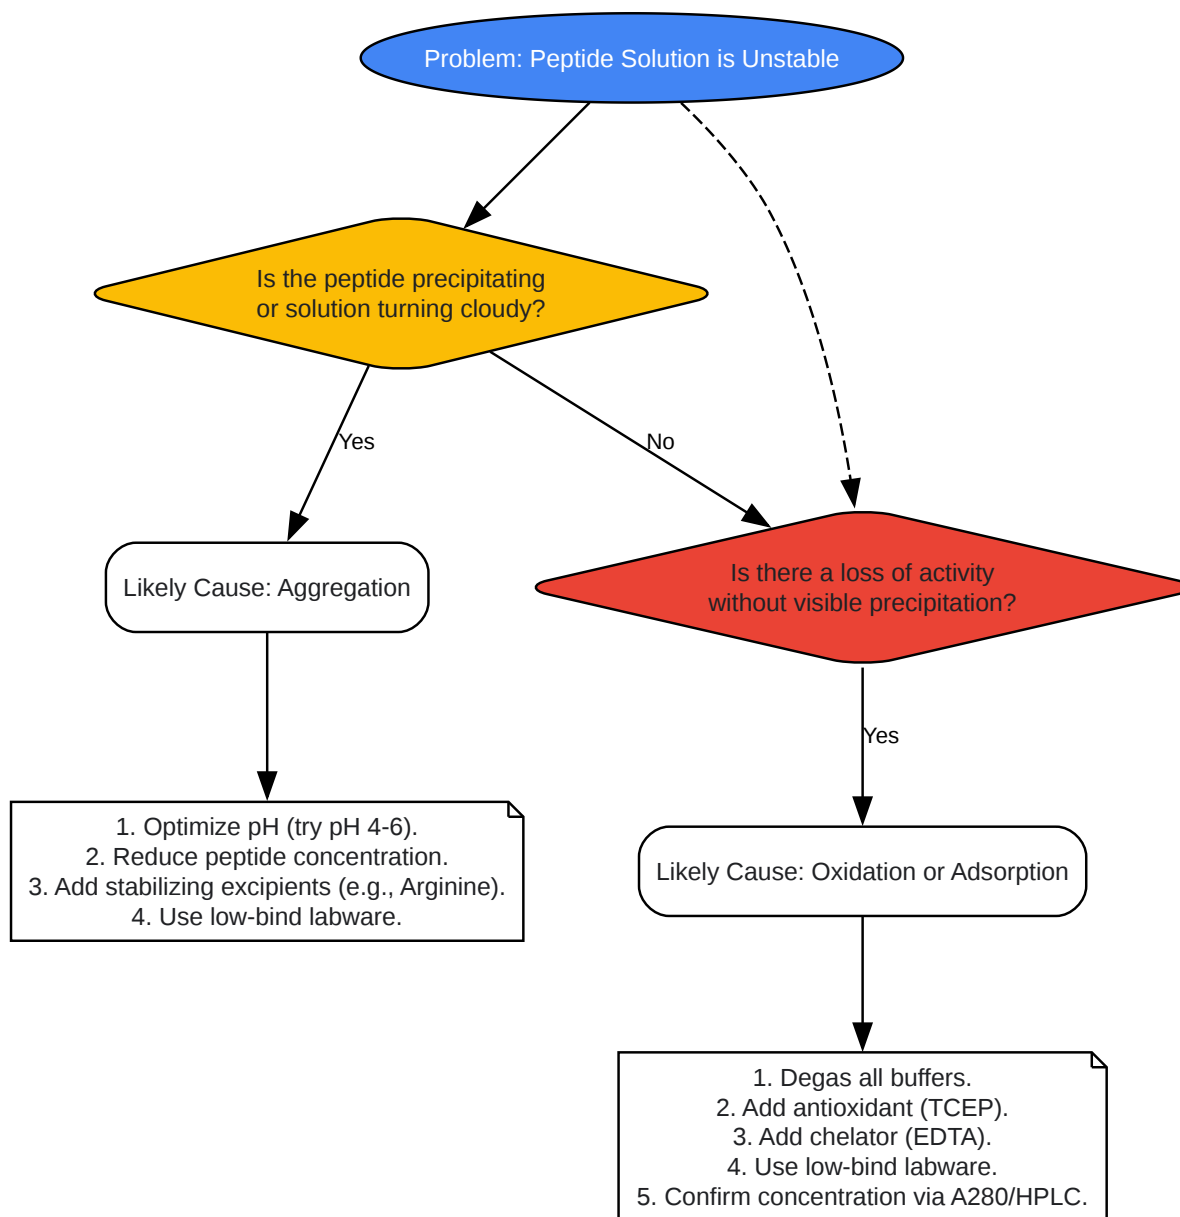 Problem: Peptide Solution is Unstable
Is the peptide precipitating
or solution turning cloudy?
Yes
No
Likely Cause: Aggregation
Is there a loss of activity
without visible precipitation?
Yes
1. Optimize pH (try pH 4-6).
2. Reduce peptide concentration.
3. Add stabilizing excipients (e.g., Arginine).
4. Use low-bind labware.
Likely Cause: Oxidation or Adsorption
1. Degas all buffers.
2. Add antioxidant (TCEP).
3. Add chelator (EDTA).
4. Use low-bind labware.
5. Confirm concentration via A280/HPLC.